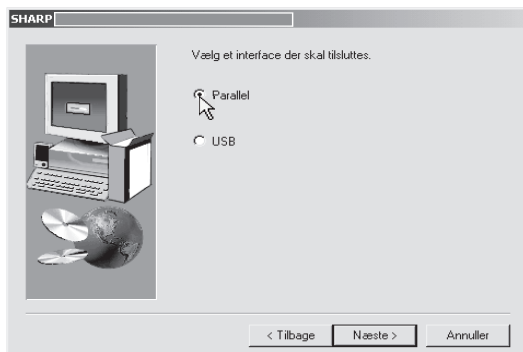 SHARP
Vælg et interface der skal tilsluttes.
Parallel
USB
< Tilbage
Næste >
Annuller